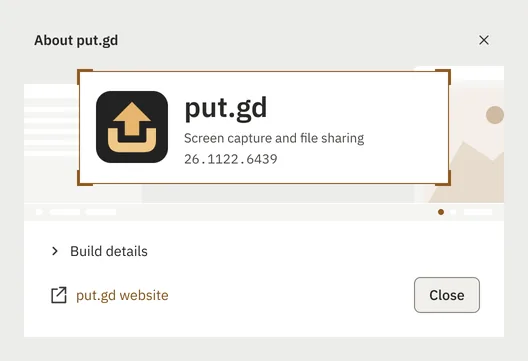 About put.gd
put.gd
Screen capture and file sharing
26.1122.6439
Build details
put.gd website
Close